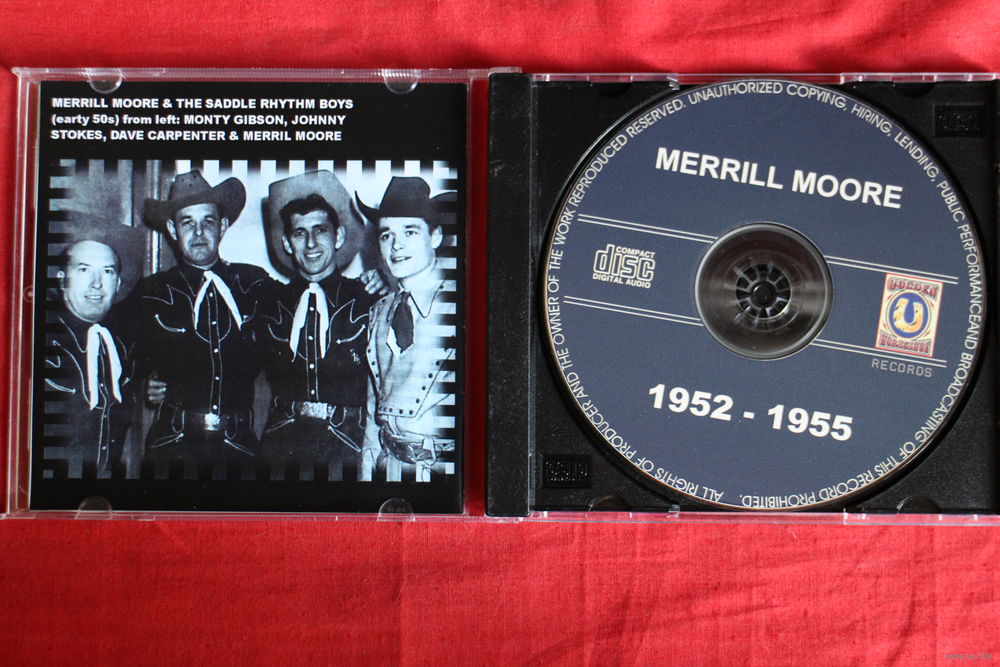 MERRILL MOORE & THE SADDLE RHYTHM BOYS
(earty 50s) from left: MONTY GIBSON, JOHNNY
STOKES, DAVE CARPENTER & MERRIL MOORE
ALL RIGHTS OF PRODUCER AND THE OWNER OF THE WORK REPRODUCED RESERVED. UNAUTHORIZED COPYING, HIRING, LENDING, PUBLIC PERFORMANCEAND BROADCASTING OF THIS RECORD PROHIBITED.
MERRILL MOORE
COMPACT
disc
DIGITAL AUDIO
GOLDEN
HORSESHOE
RECORDS
1952 - 1955